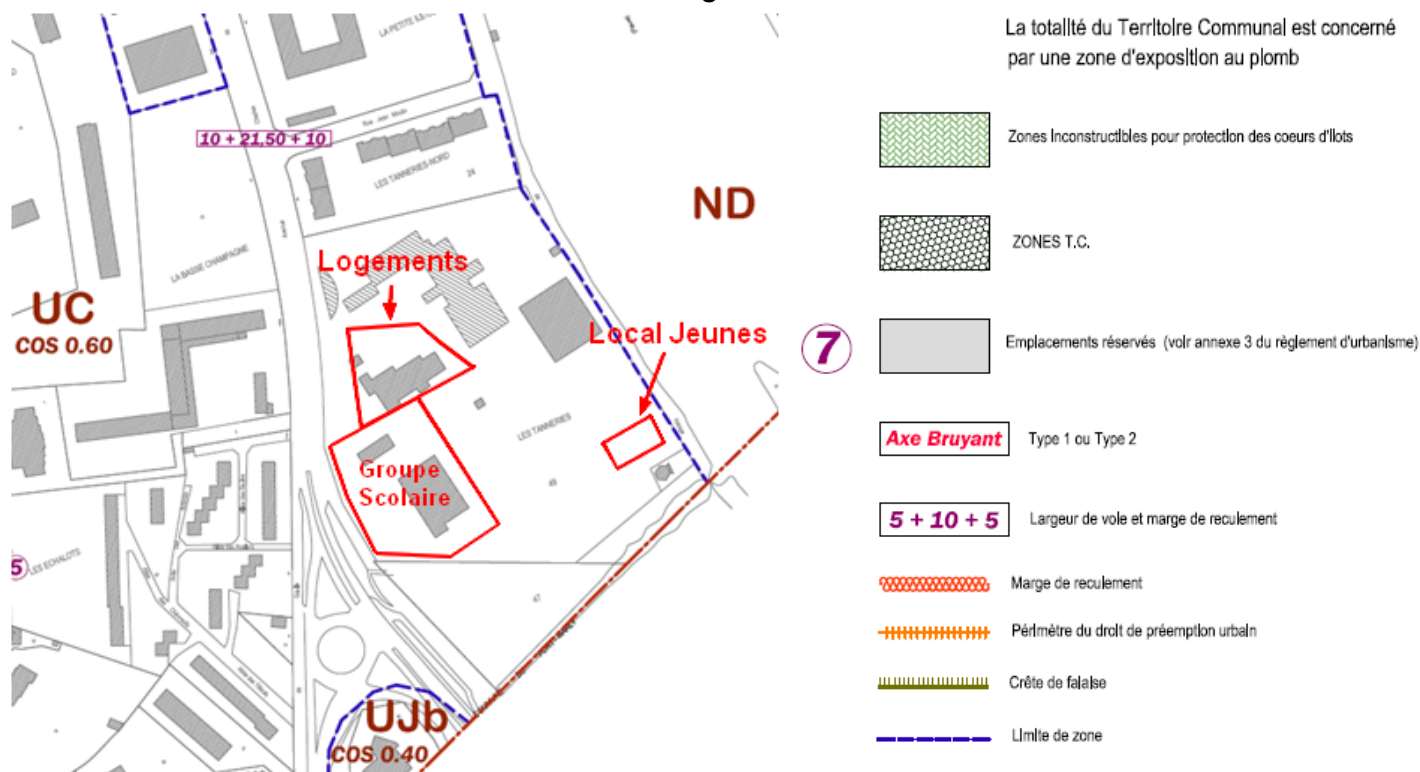 LA PETITE ILE
Rue Jean Moulin
10 + 21,50 + 10
LES TANNERIES-NORD
24
ND
LA BASSE CHAMPAGNE
Logements
UC
COS 0.60
Local Jeunes
LES TANNERIES
Groupe
Scolaire
48
5
LES ECHALOTS
47
UJb
COS 0.40
La totalité du Territoire Communal est concerné
par une zone d'exposition au plomb
Zones Inconstructibles pour protection des coeurs d'îlots
ZONES T.C.
7
Emplacements réservés (voir annexe 3 du règlement d'urbanisme)
Axe Bruyant
Type 1 ou Type 2
5 + 10 + 5
Largeur de voie et marge de reculement
Marge de reculement
Périmètre du droit de préemption urbain
Crête de falaise
Limite de zone